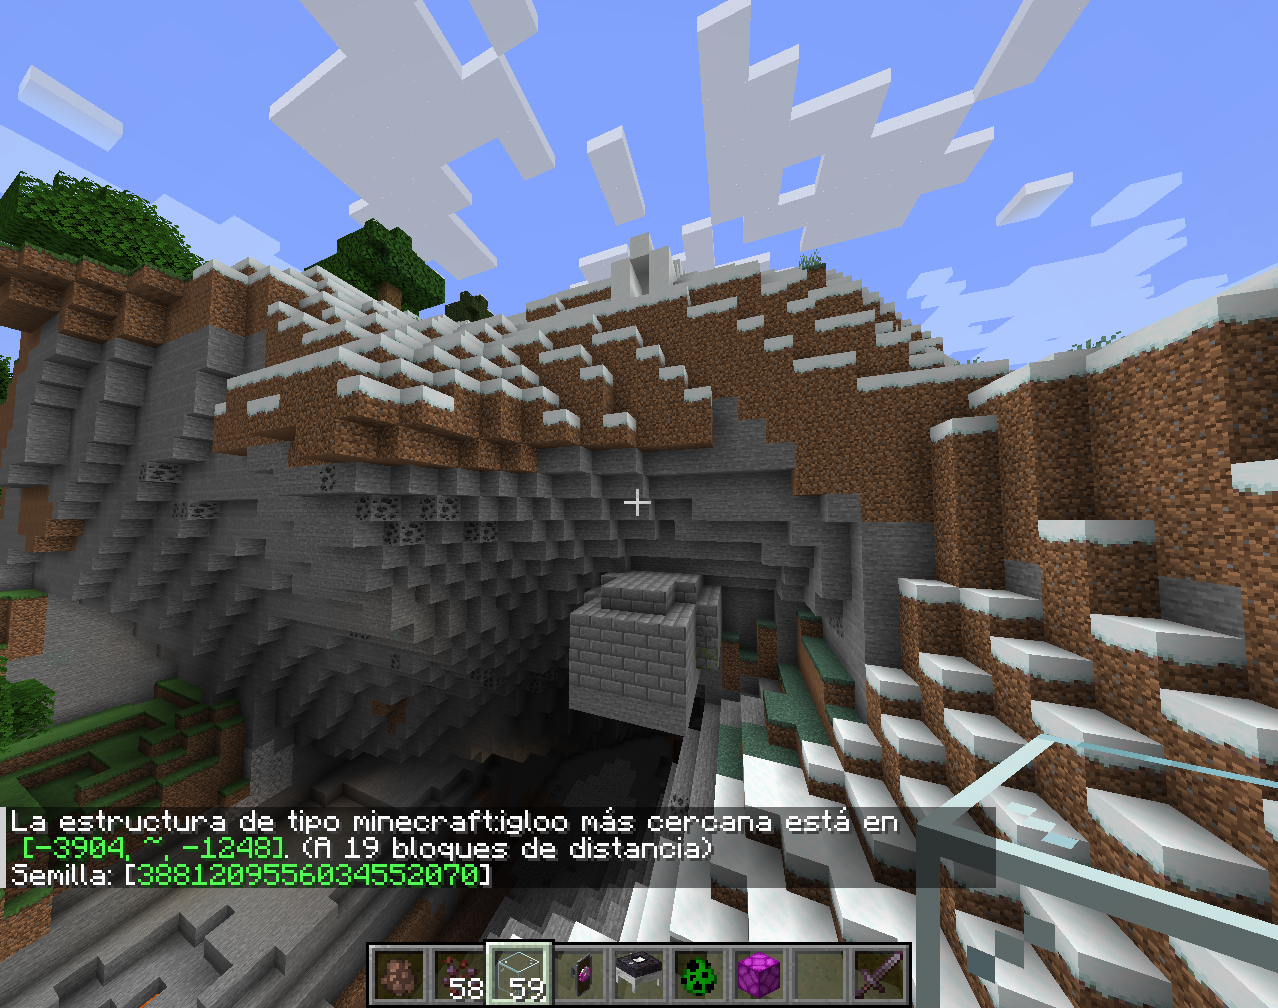 La estructura de tipo minecraft:igloo más cercana está en
[-3904, ~, -1248]. (A 19 bloques de distancia)
Semilla: [3881209556034552070]
58 59